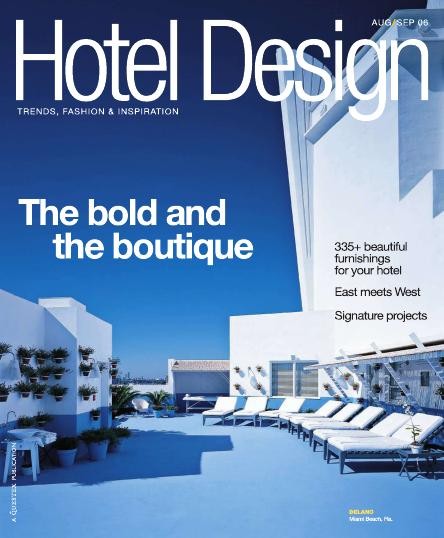 AUG/SEP 06
Hotel Design
TRENDS, FASHION & INSPIRATION
The bold and
the boutique
335+ beautiful
furnishings
for your hotel
East meets West
Signature projects
A QUESTEX PUBLICATION
DELANO
Miami Beach, Fla.